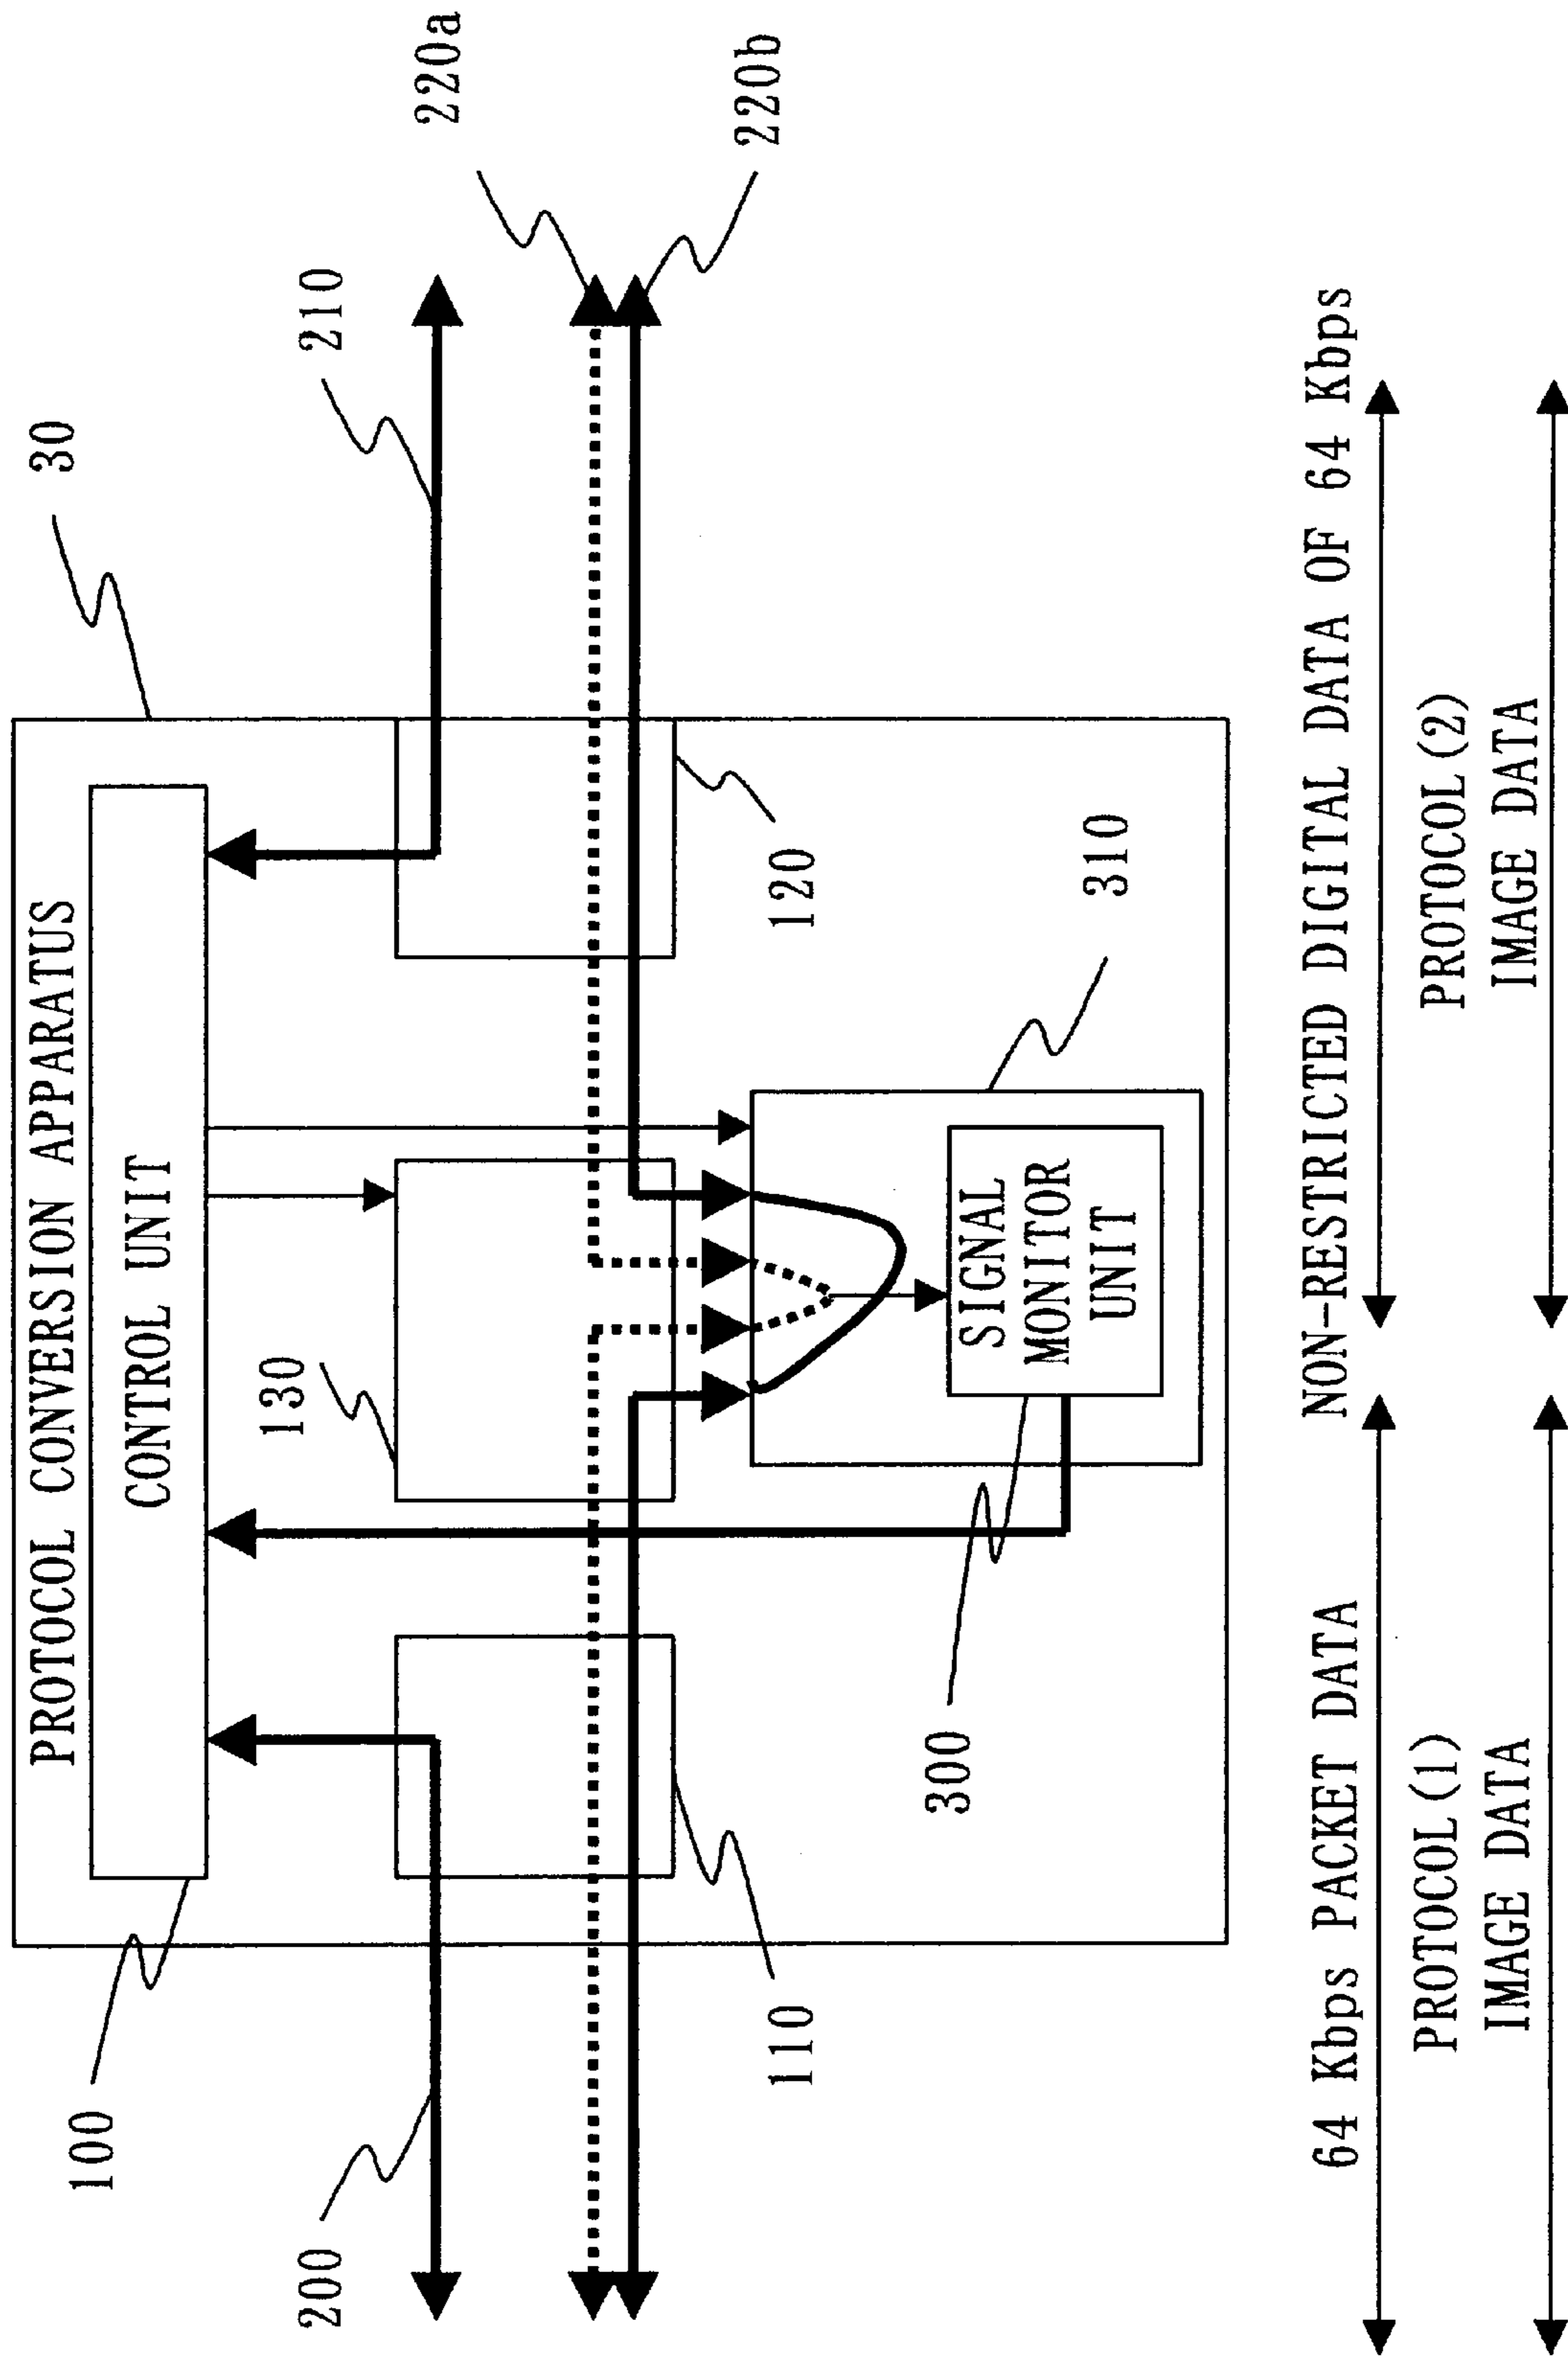 PROTOCOL CONVERSION APPARATUS
30
100
CONTROL UNIT
200
130
210
220a
220b
110
120
300
310
SIGNAL
MONITOR
UNIT
64 Kbps PACKET DATA
NON-RESTRICTED DIGITAL DATA OF 64 Kbps
PROTOCOL(1)
IMAGE DATA
PROTOCOL(2)
IMAGE DATA